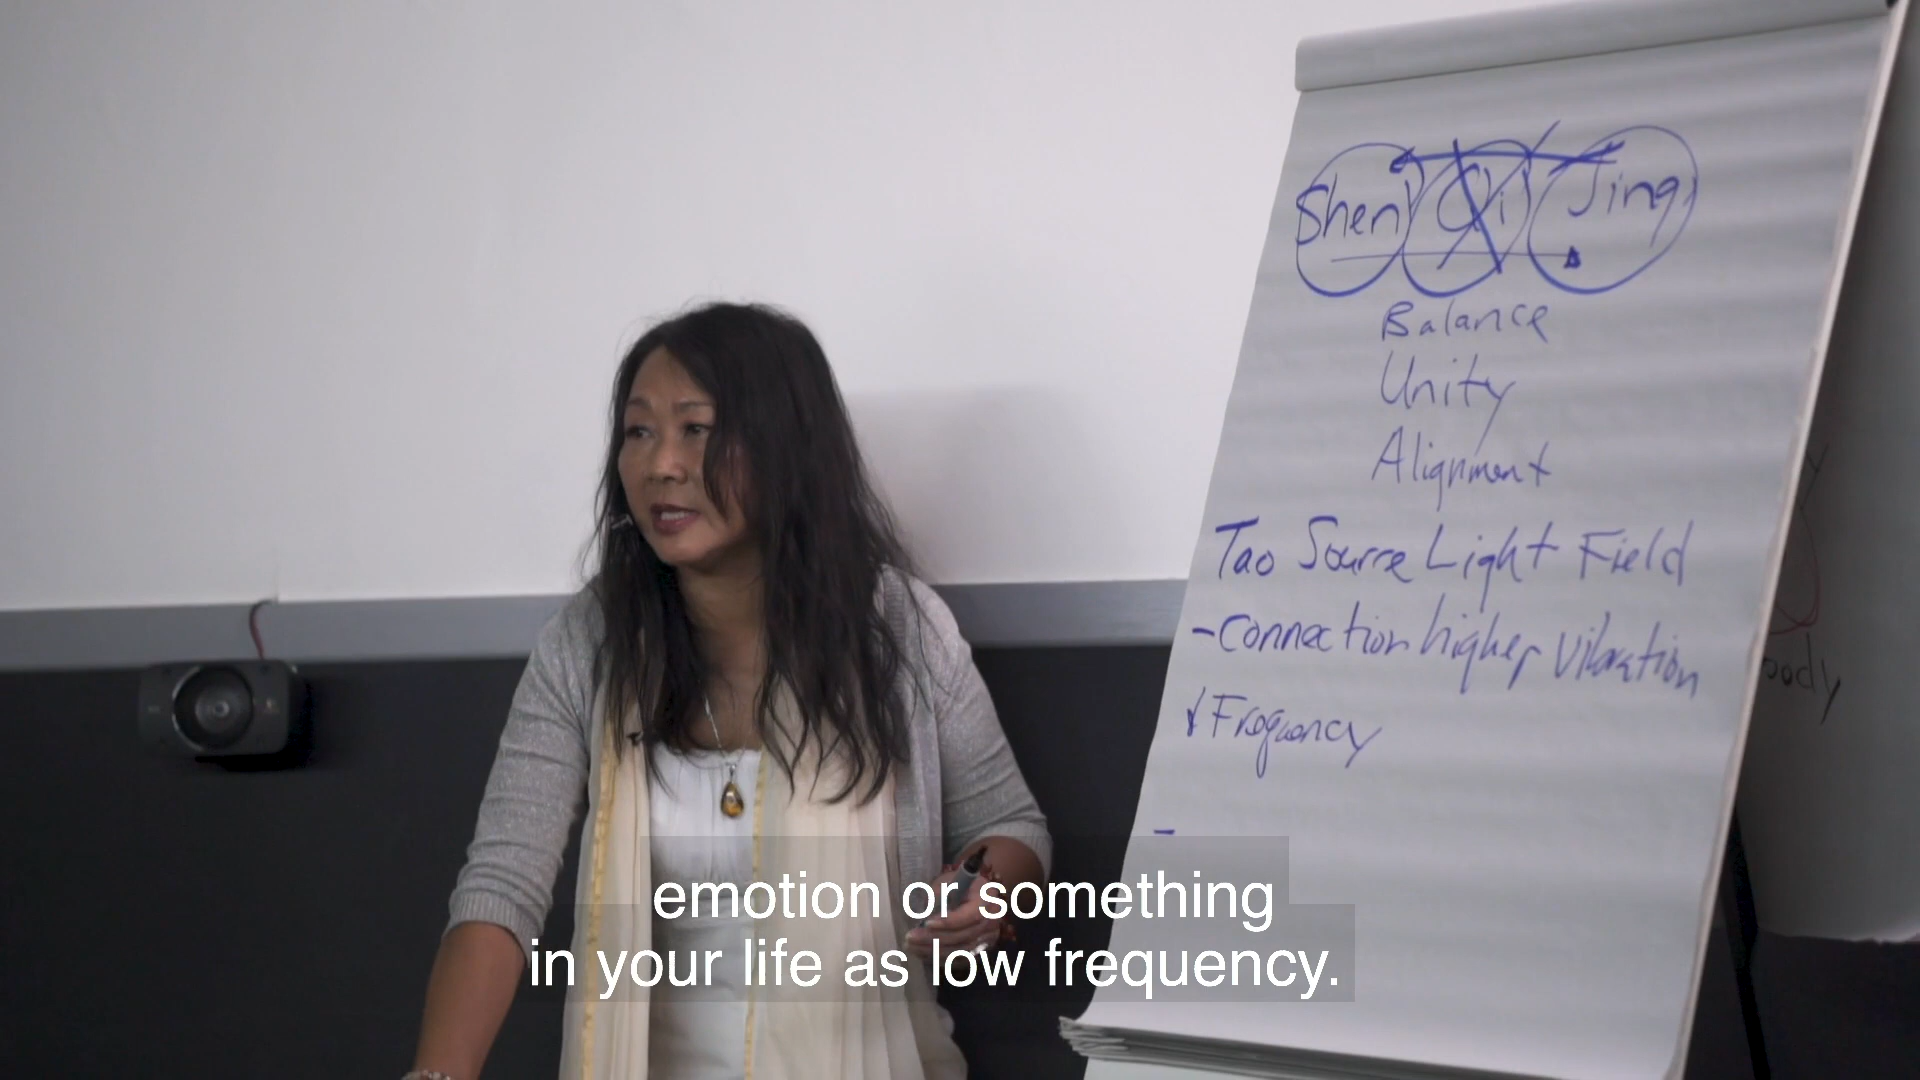 Shen Qi Jing
Balance
Unity
Alignment
Tao Source Light Field
- Connection higher vibration
Frequency
-
body
emotion or something
in your life as low frequency.